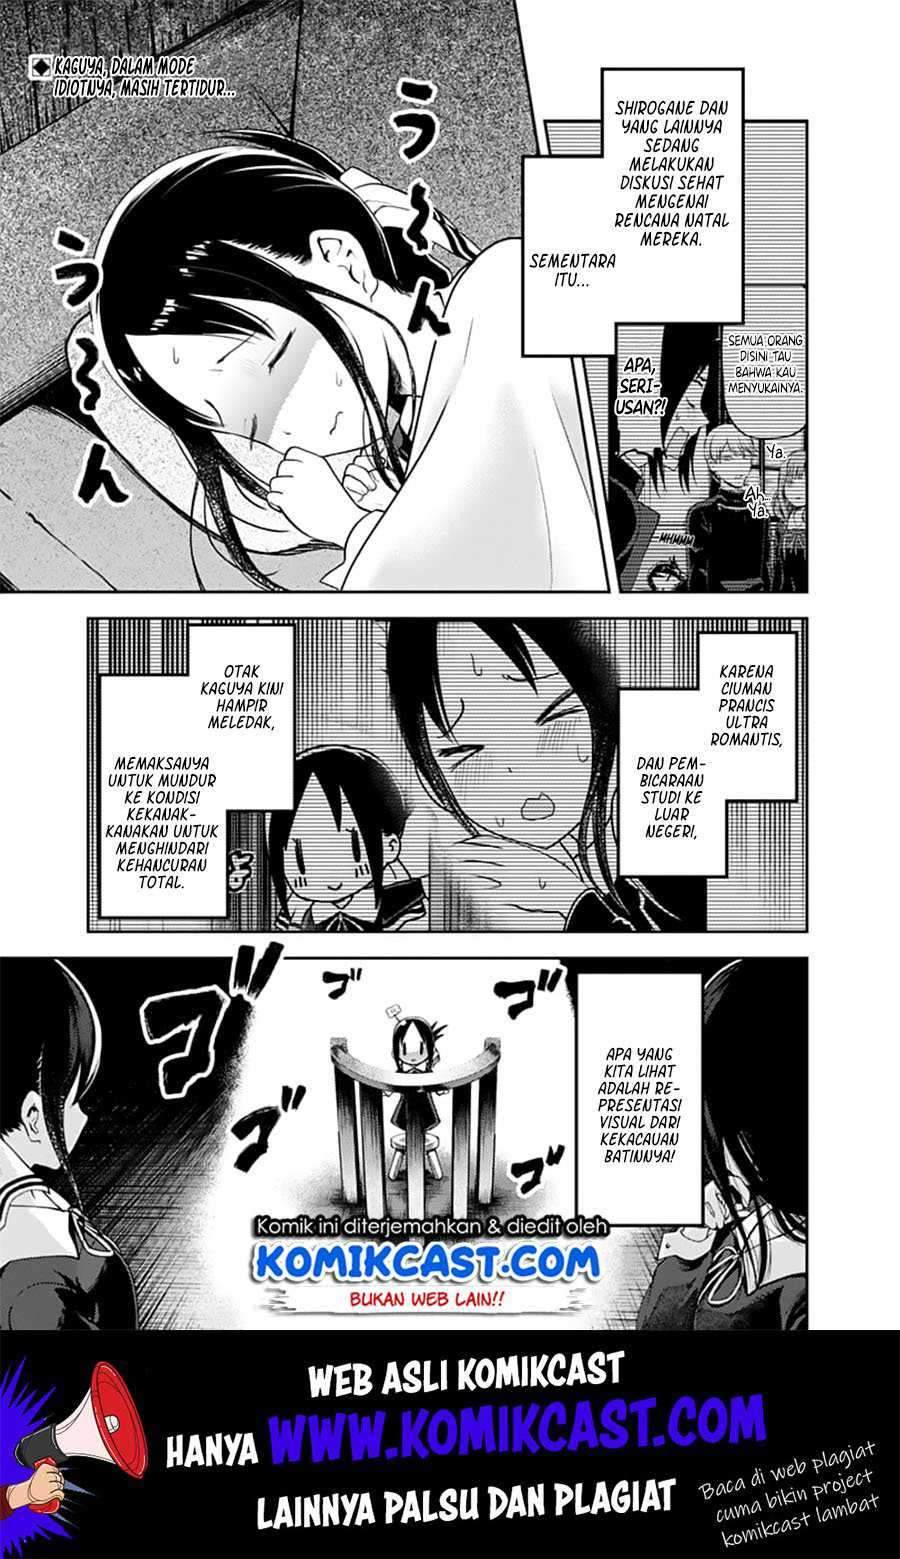 KAGUYA, DALAM MODE
IDIOTNYA, MASIH TERTIDUR...
SHIROGANE DAN
YANG LAINNYA
SEDANG
MELAKUKAN
DISKUSI SEHAT
MENGENAI
RENCANA NATAL
MEREKA.
SEMENTARA
ITU...
SEMUA ORANG
DISINI TAU
BAHWA KAU
MENYUKAINYA.
APA,
SERI-
USAN?!
Ya.
Ah...
Ya.
MHMMM
うぅん
うぅん
KARENA
CIUMAN
PRANCIS
ULTRA
ROMANTIS,
DAN PEM-
BICARAAN
STUDI KE
LUAR
NEGERI,
OTAK
KAGUYA KINI
HAMPIR
MELEDAK,
MEMAKSANYA
UNTUK MUNDUR
KE KONDISI
KEKANAK-
KANAKAN UNTUK
MENGHINDARI
KEHANCURAN
TOTAL.
APA YANG
KITA LIHAT
ADALAH RE-
PRESENTASI
VISUAL DARI
KEKACAUAN
BATINNYA!
ゴ
ゴ
ゴ
ゴ
Komik ini diterjemahkan & diedit oleh
KOMIKCAST.COM
BUKAN WEB LAIN!!
WEB ASLI KOMIKCAST
HANYA WWW.KOMIKCAST.COM
LAINNYA PALSU DAN PLAGIAT
Baca di web plagiat
cuma bikin project
komikcast lambat